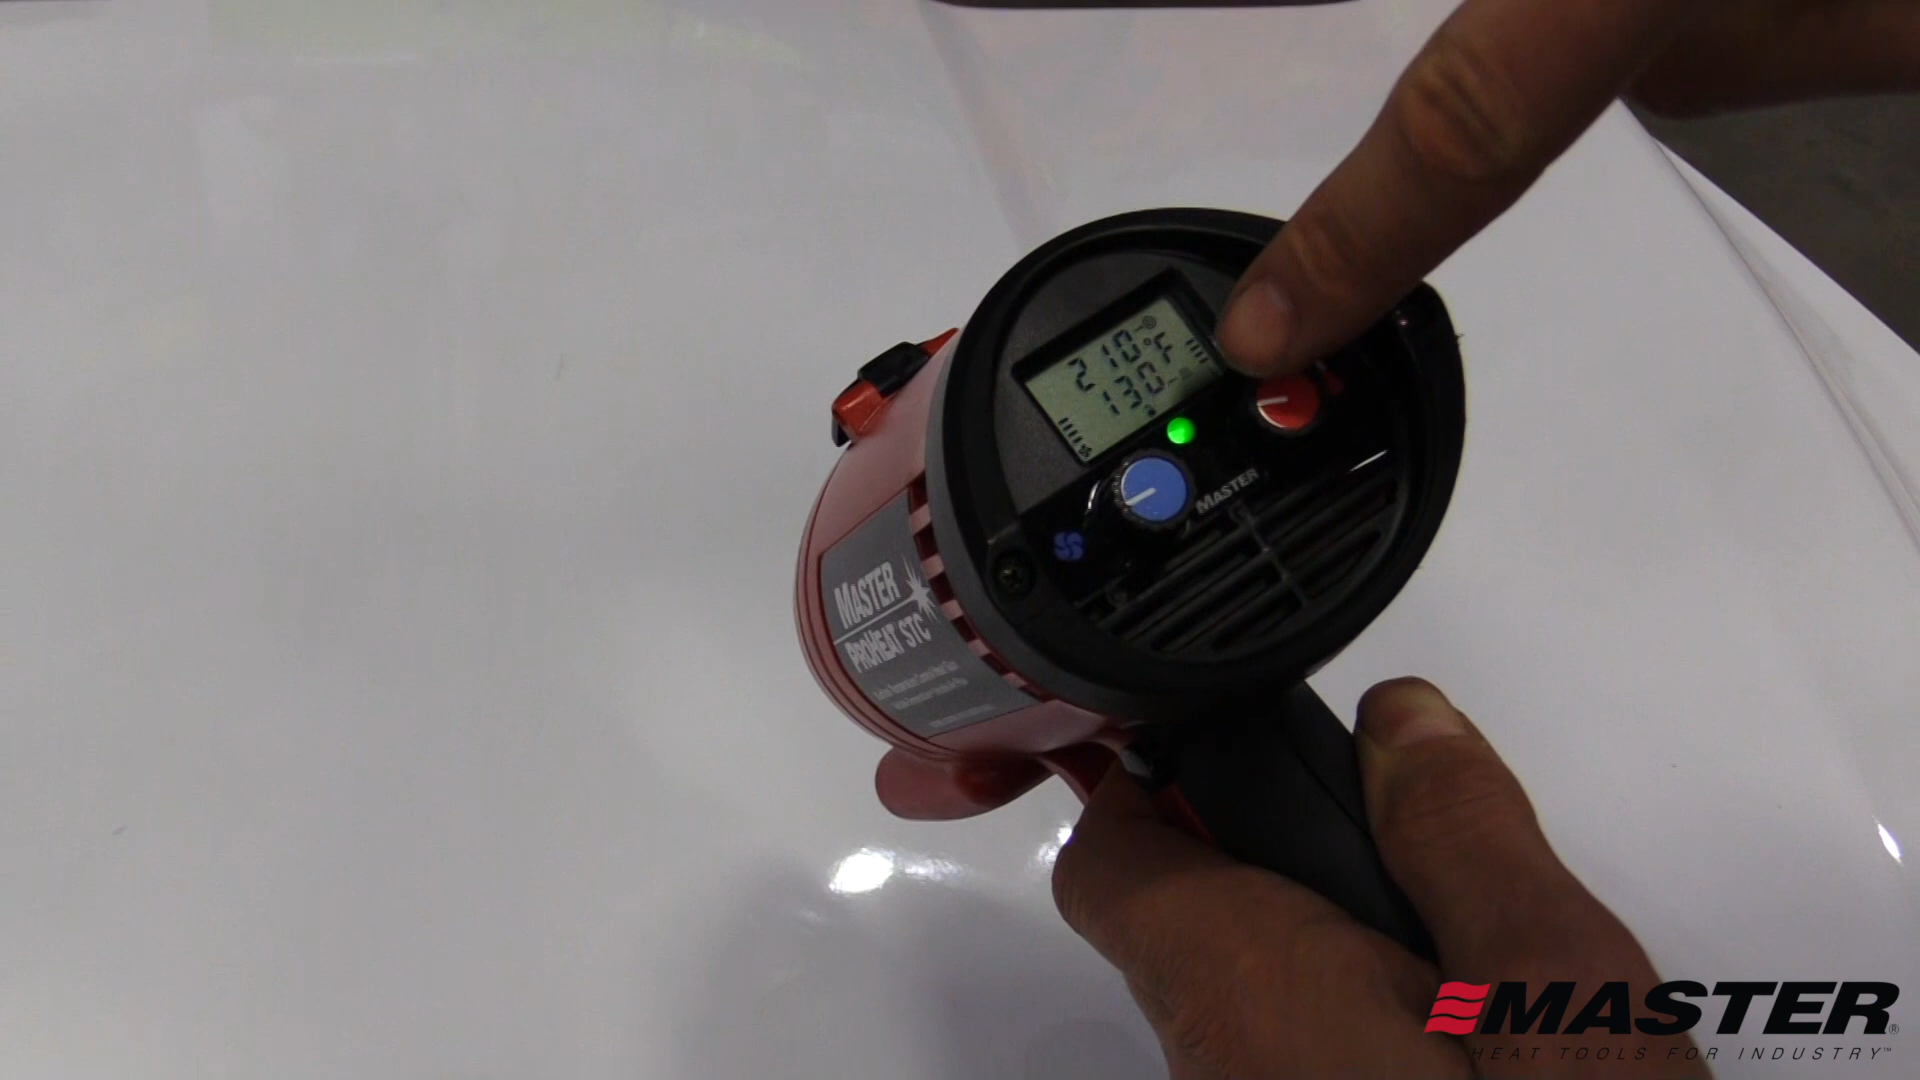 210°F
130
MASTER
MASTER
PROHEAT STC
MASTER®
HEAT TOOLS FOR INDUSTRY™